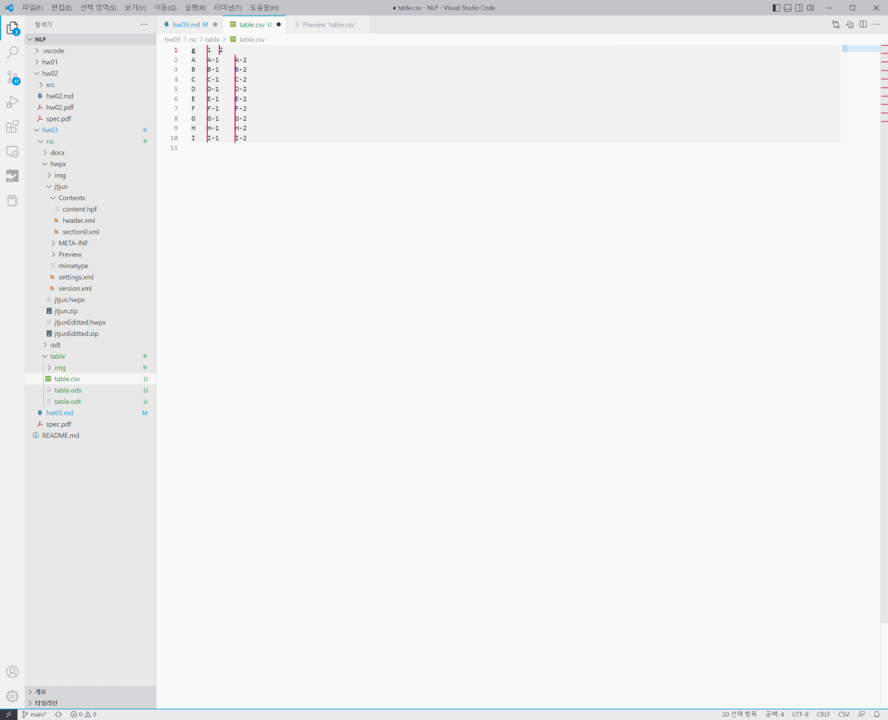 파일(F) 편집(E) 선택 영역(S) 보기(V) 이동(G) 실행(R) 터미널(T) 도움말(H)
● table.csv - NLP - Visual Studio Code
탐색기
NLP
.vscode
hw01
hw02
src
hw02.md
hw02.pdf
spec.pdf
hw03
rsc
docx
hwpx
img
jtjun
Contents
content.hpf
header.xml
section0.xml
META-INF
Preview
mimetype
settings.xml
version.xml
jtjun.hwpx
jtjun.zip
jtjunEditted.hwpx
jtjunEditted.zip
odt
table
img
table.csv U
table.ods U
table.odt U
hw03.md M
spec.pdf
README.md
개요
타임라인
2
17
hw03.md M
table.csv U
Preview 'table.csv'
hw03 > rsc > table > table.csv
1 g 1 2
2 A A-1 A-2
3 B B-1 B-2
4 C C-1 C-2
5 D D-1 D-2
6 E E-1 E-2
7 F F-1 F-2
8 G G-1 G-2
9 H H-1 H-2
10 I I-1 I-2
11
main* 0 0
20 선택 항목 공백: 4 UTF-8 CRLF CSV